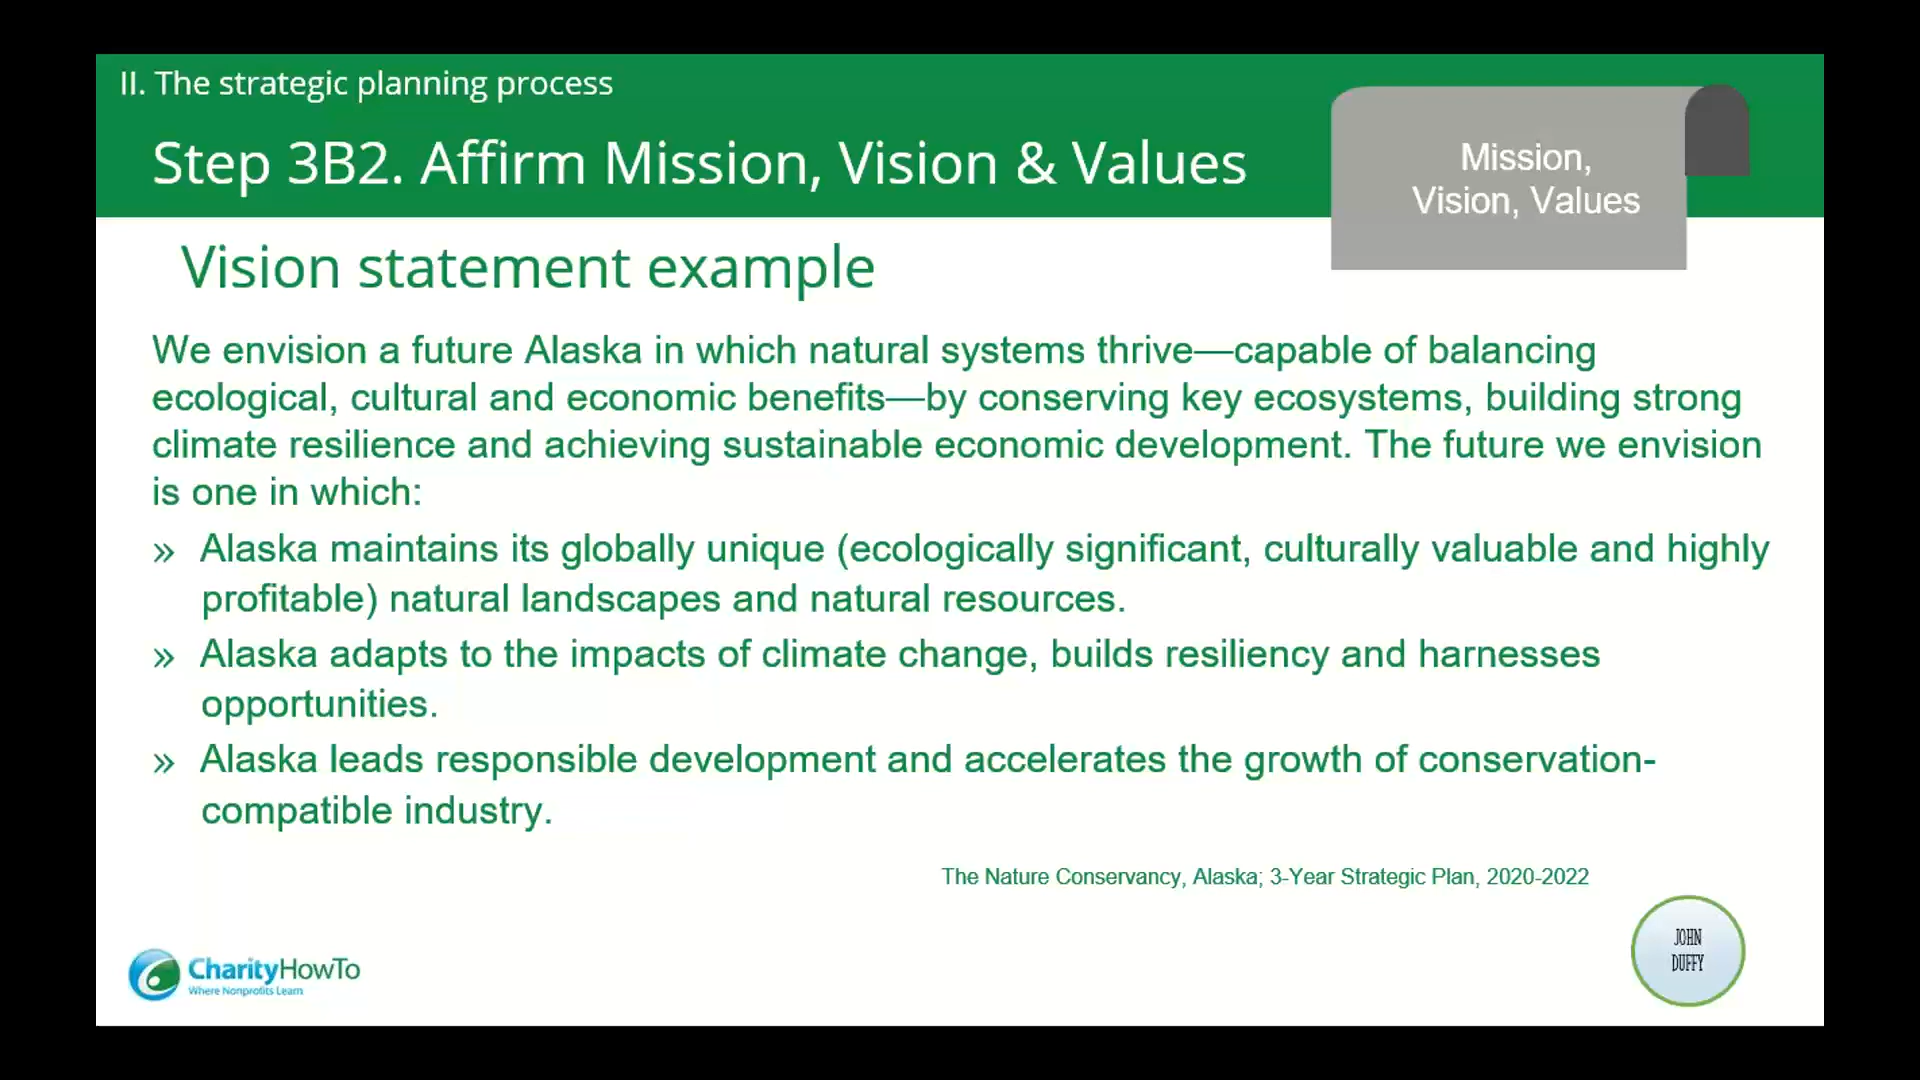 II. The strategic planning process
Step 3B2. Affirm Mission, Vision & Values
Mission,
Vision, Values
Vision statement example
We envision a future Alaska in which natural systems thrive—capable of balancing
ecological, cultural and economic benefits—by conserving key ecosystems, building strong
climate resilience and achieving sustainable economic development. The future we envision
is one in which:
» Alaska maintains its globally unique (ecologically significant, culturally valuable and highly
profitable) natural landscapes and natural resources.
» Alaska adapts to the impacts of climate change, builds resiliency and harnesses
opportunities.
» Alaska leads responsible development and accelerates the growth of conservation-
compatible industry.
The Nature Conservancy, Alaska; 3-Year Strategic Plan, 2020-2022
CharityHowTo
Where Nonprofits Learn
JOHN
DUFFY